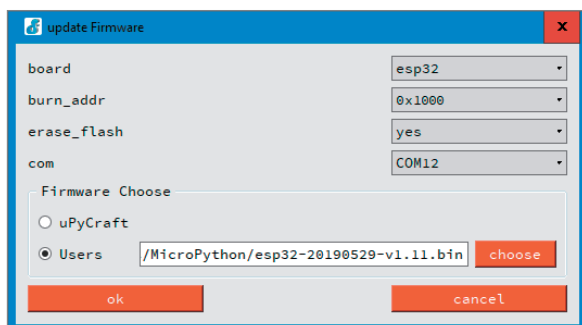 update Firmware x
board esp32
burn_addr 0x1000
erase_flash yes
com COM12
Firmware Choose
uPyCraft
Users /MicroPython/esp32-20190529-v1.11.bin choose
ok cancel